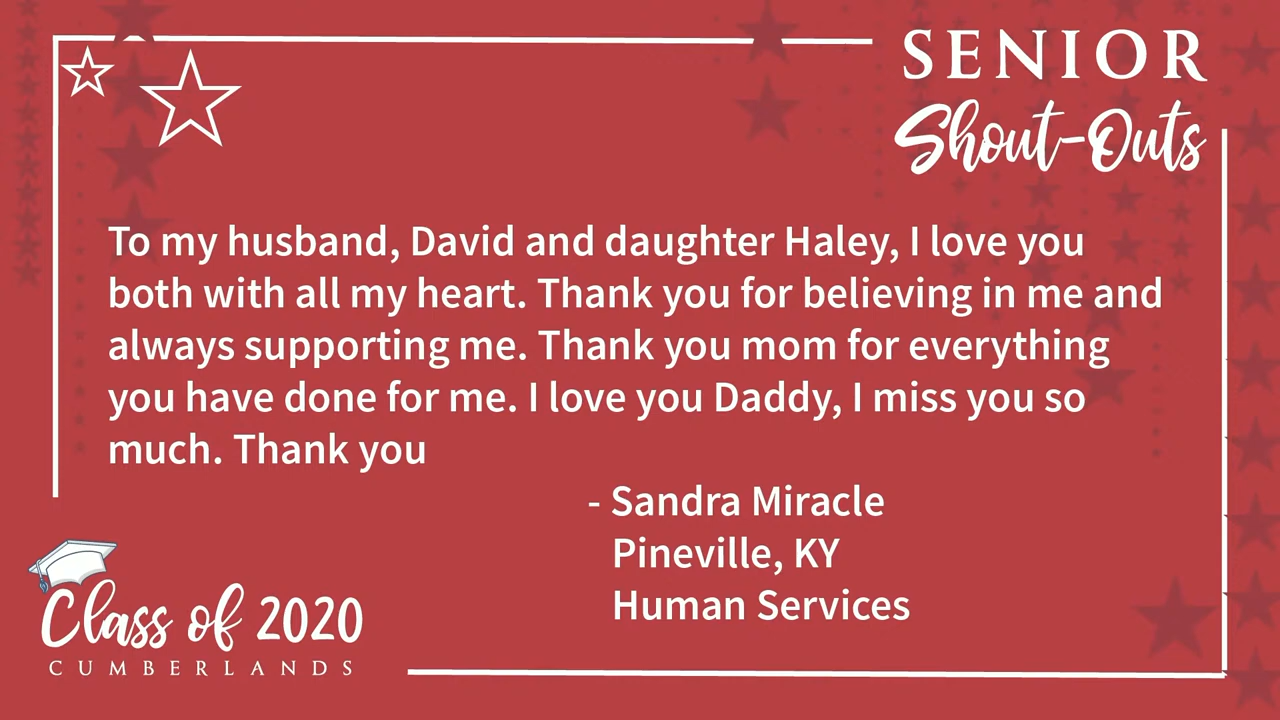 SENIOR
Shout-Outs
To my husband, David and daughter Haley, I love you
both with all my heart. Thank you for believing in me and
always supporting me. Thank you mom for everything
you have done for me. I love you Daddy, I miss you so
much. Thank you
- Sandra Miracle
Pineville, KY
Human Services
Class of 2020
CUMBERLANDS